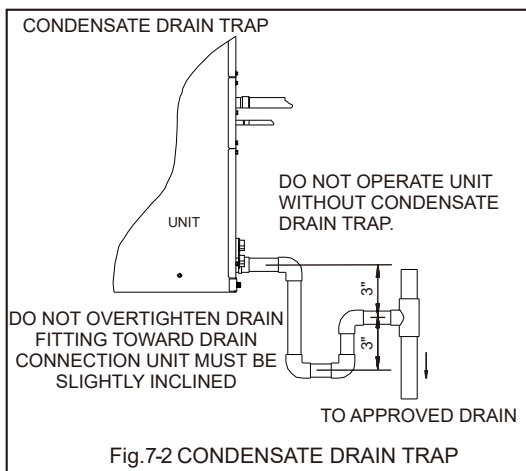 CONDENSATE DRAIN TRAP
UNIT
DO NOT OPERATE UNIT
WITHOUT CONDENSATE
DRAIN TRAP.
3"
3"
DO NOT OVERTIGHTEN DRAIN
FITTING TOWARD DRAIN
CONNECTION UNIT MUST BE
SLIGHTLY INCLINED
TO APPROVED DRAIN
Fig.7-2 CONDENSATE DRAIN TRAP